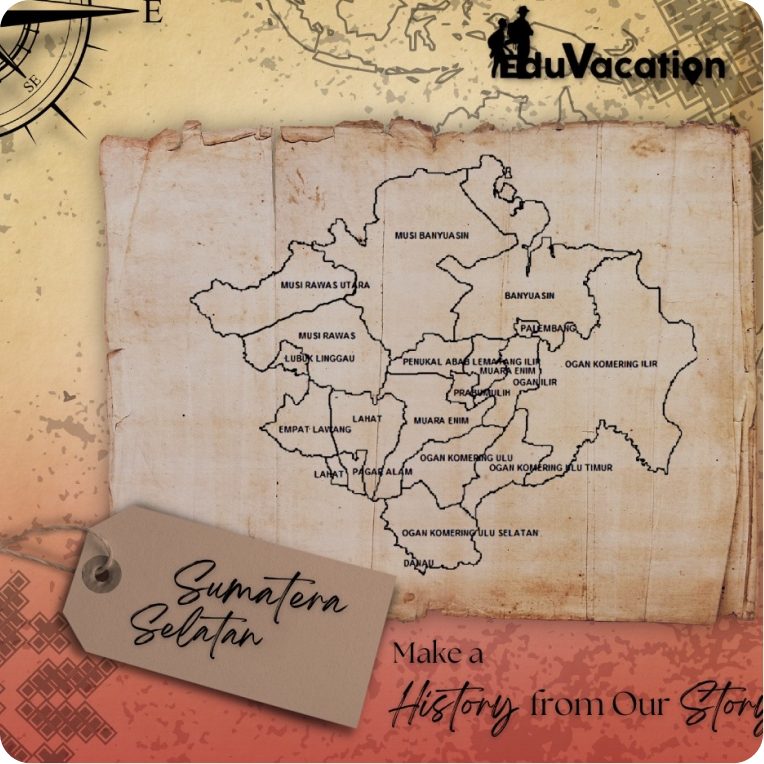 E
SE
EduVacation
MUSI BANYUASIN
MUSI RAWAS UTARA
BANYUASIN
PALEMBANG
MUSI RAWAS
LUBUK LINGGAU
PENUKAL ABAB LEMATANG ILIR
MUARA ENIM
OGAN KOMERING ILIR
OGAN ILIR
PRABUMULIH
LAHAT
MUARA ENIM
EMPAT LAWANG
OGAN KOMERING ULU
OGAN KOMERING ULU TIMUR
LAHAT
PAGAR ALAM
OGAN KOMERING ULU SELATAN
DANAU
Sumatera
Selatan
Make a
History from Our Story